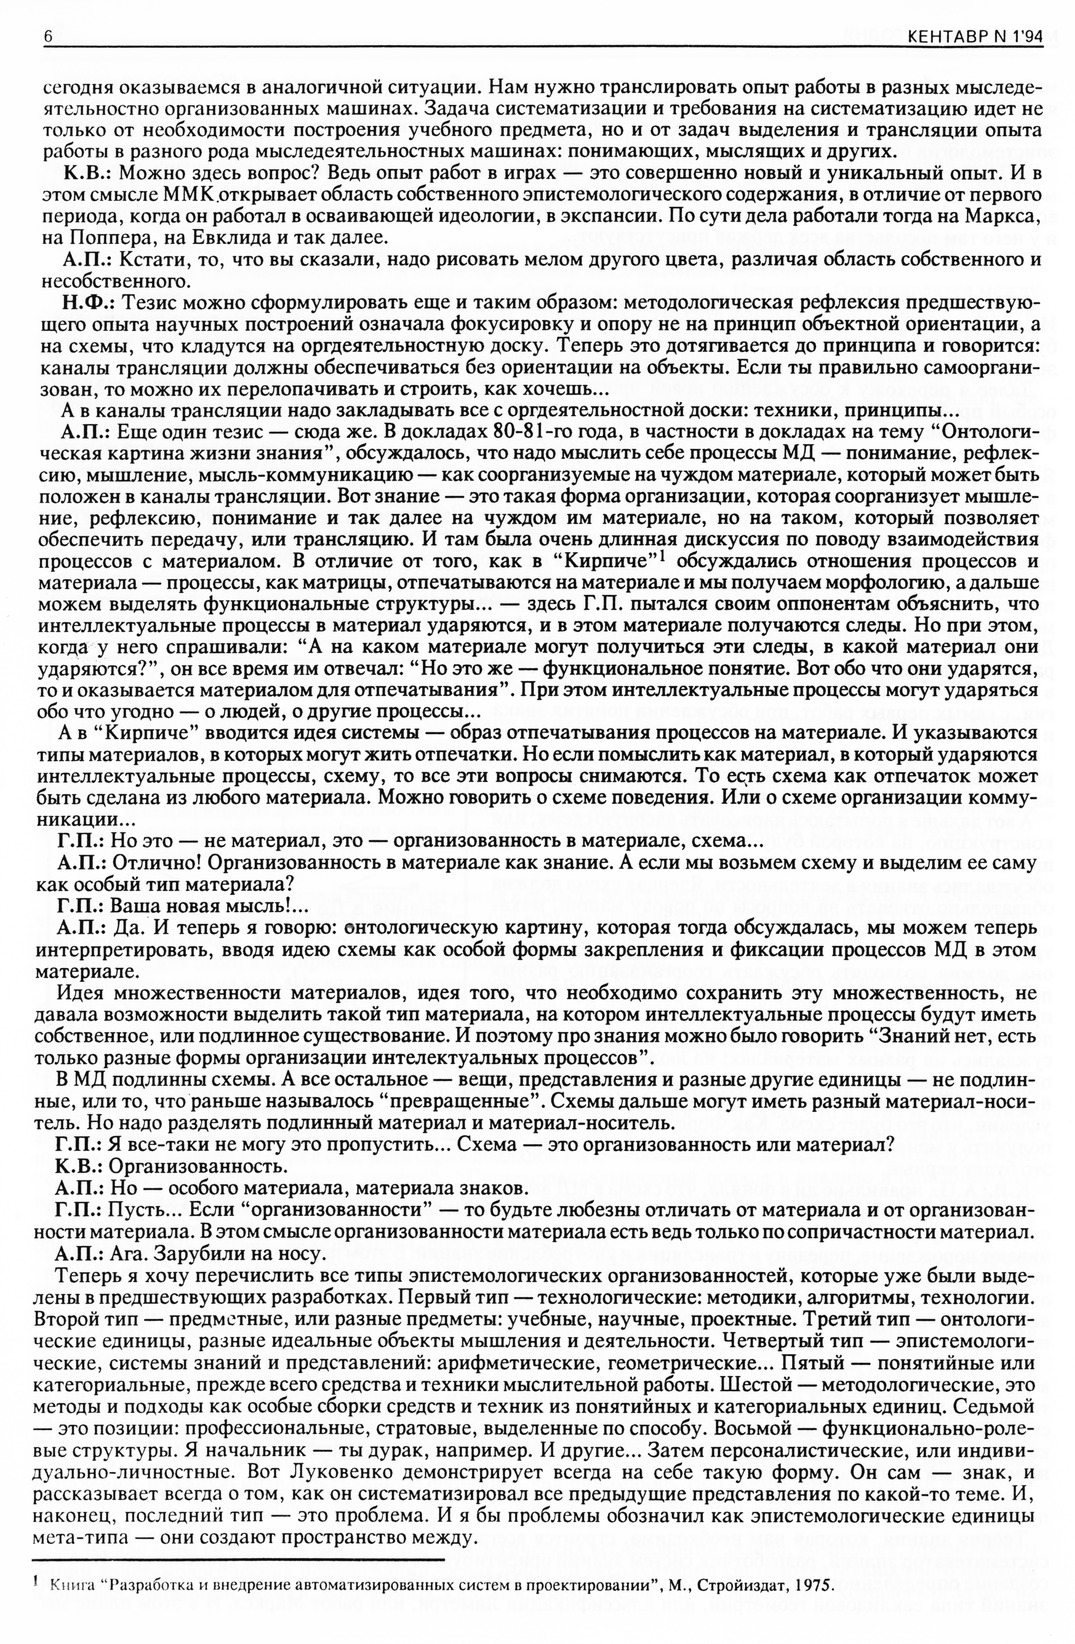 6
КЕНТАВР N 1'94
сегодня оказываемся в аналогичной ситуации. Нам нужно транслировать опыт работы в разных мыследе-
ятельностно организованных машинах. Задача систематизации и требования на систематизацию идет не
только от необходимости построения учебного предмета, но и от задач выделения и трансляции опыта
работы в разного рода мыследеятельностных машинах: понимающих, мыслящих и других.
К.В.: Можно здесь вопрос? Ведь опыт работ в играх — это совершенно новый и уникальный опыт. И в
этом смысле ММК открывает область собственного эпистемологического содержания, в отличие от первого
периода, когда он работал в осваивающей идеологии, в экспансии. По сути дела работали тогда на Маркса,
на Поппера, на Евклида и так далее.
А.П.: Кстати, то, что вы сказали, надо рисовать мелом другого цвета, различая область собственного и
несобственного.
Н.Ф.: Тезис можно сформулировать еще и таким образом: методологическая рефлексия предшествую-
щего опыта научных построений означала фокусировку и опору не на принцип объектной ориентации, а
на схемы, что кладутся на оргдеятельностную доску. Теперь это дотягивается до принципа и говорится:
каналы трансляции должны обеспечиваться без ориентации на объекты. Если ты правильно самооргани-
зован, то можно их перелопачивать и строить, как хочешь...
А в каналы трансляции надо закладывать все с оргдеятельностной доски: техники, принципы...
А.П.: Еще один тезис — сюда же. В докладах 80-81-го года, в частности в докладах на тему “Онтологи-
ческая картина жизни знания”, обсуждалось, что надо мыслить себе процессы МД — понимание, рефлек-
сию, мышление, мысль-коммуникацию — как соорганизуемые на чуждом материале, который может быть
положен в каналы трансляции. Вот знание — это такая форма организации, которая соорганизует мышле-
ние, рефлексию, понимание и так далее на чуждом им материале, но на таком, который позволяет
обеспечить передачу, или трансляцию. И там была очень длинная дискуссия по поводу взаимодействия
процессов с материалом. В отличие от того, как в “Кирпиче”¹ обсуждались отношения процессов и
материала — процессы, как матрицы, отпечатываются на материале и мы получаем морфологию, а дальше
можем выделять функциональные структуры... — здесь Г.П. пытался своим оппонентам объяснить, что
интеллектуальные процессы в материал ударяются, и в этом материале получаются следы. Но при этом,
когда у него спрашивали: “А на каком материале могут получиться эти следы, в какой материал они
ударяются?”, он все время им отвечал: “Но это же — функциональное понятие. Вот обо что они ударятся,
то и оказывается материалом для отпечатывания”. При этом интеллектуальные процессы могут ударяться
обо что угодно — о людей, о другие процессы...
А в “Кирпиче” вводится идея системы — образ отпечатывания процессов на материале. И указываются
типы материалов, в которых могут жить отпечатки. Но если помыслить как материал, в который ударяются
интеллектуальные процессы, схему, то все эти вопросы снимаются. То есть схема как отпечаток может
быть сделана из любого материала. Можно говорить о схеме поведения. Или о схеме организации комму-
никации...
Г.П.: Но это — не материал, это — организованность в материале, схема...
А.П.: Отлично! Организованность в материале как знание. А если мы возьмем схему и выделим ее саму
как особый тип материала?
Г.П.: Ваша новая мысль!...
А.П.: Да. И теперь я говорю: онтологическую картину, которая тогда обсуждалась, мы можем теперь
интерпретировать, вводя идею схемы как особой формы закрепления и фиксации процессов МД в этом
материале.
Идея множественности материалов, идея того, что необходимо сохранить эту множественность, не
давала возможности выделить такой тип материала, на котором интеллектуальные процессы будут иметь
собственное, или подлинное существование. И поэтому про знания можно было говорить “Знаний нет, есть
только разные формы организации интелектуальных процессов”.
В МД подлинны схемы. А все остальное — вещи, представления и разные другие единицы — не подлин-
ные, или то, что раньше называлось “превращенные”. Схемы дальше могут иметь разный материал-носи-
тель. Но надо разделять подлинный материал и материал-носитель.
Г.П.: Я все-таки не могу это пропустить... Схема — это организованность или материал?
К.В.: Организованность.
А.П.: Но — особого материала, материала знаков.
Г.П.: Пусть... Если “организованности” — то будьте любезны отличать от материала и от организован-
ности материала. В этом смысле организованности материала есть ведь только по сопричастности материал.
А.П.: Ага. Зарубили на носу.
Теперь я хочу перечислить все типы эпистемологических организованностей, которые уже были выде-
лены в предшествующих разработках. Первый тип — технологические: методики, алгоритмы, технологии.
Второй тип — предметные, или разные предметы: учебные, научные, проектные. Третий тип — онтологи-
ческие единицы, разные идеальные объекты мышления и деятельности. Четвертый тип — эпистемологи-
ческие, системы знаний и представлений: арифметические, геометрические... Пятый — понятийные или
категориальные, прежде всего средства и техники мыслительной работы. Шестой — методологические, это
методы и подходы как особые сборки средств и техник из понятийных и категориальных единиц. Седьмой
— это позиции: профессиональные, стратовые, выделенные по способу. Восьмой — функционально-роле-
вые структуры. Я начальник — ты дурак, например. И другие... Затем персоналистические, или индиви-
дуально-личностные. Вот Луковенко демонстрирует всегда на себе такую форму. Он сам — знак, и
рассказывает всегда о том, как он систематизировал все предыдущие представления по какой-то теме. И,
наконец, последний тип — это проблема. И я бы проблемы обозначил как эпистемологические единицы
мета-типа — они создают пространство между.
¹ Книга “Разработка и внедрение автоматизированных систем в проектировании”, М., Стройиздат, 1975.